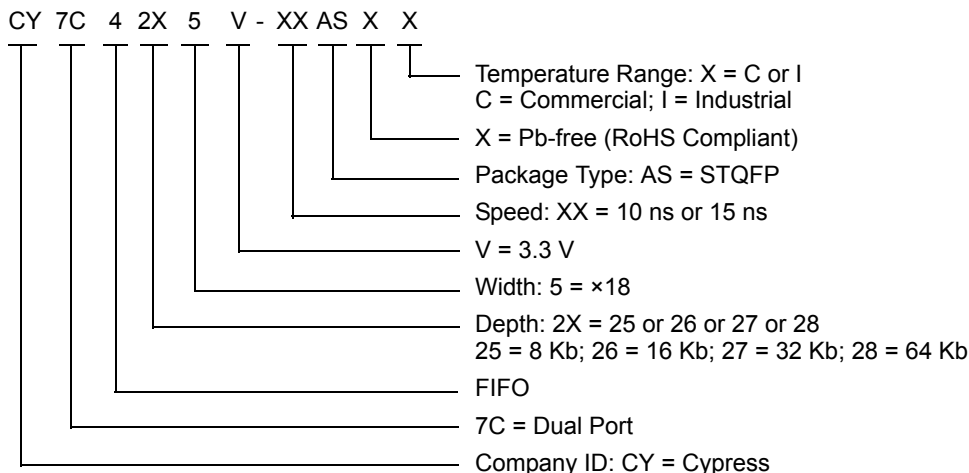 CY 7C 4 2X 5 V - XX AS X X
Temperature Range: X = C or I
C = Commercial; I = Industrial
X = Pb-free (RoHS Compliant)
Package Type: AS = STQFP
Speed: XX = 10 ns or 15 ns
V = 3.3 V
Width: 5 = ×18
Depth: 2X = 25 or 26 or 27 or 28
25 = 8 Kb; 26 = 16 Kb; 27 = 32 Kb; 28 = 64 Kb
FIFO
7C = Dual Port
Company ID: CY = Cypress